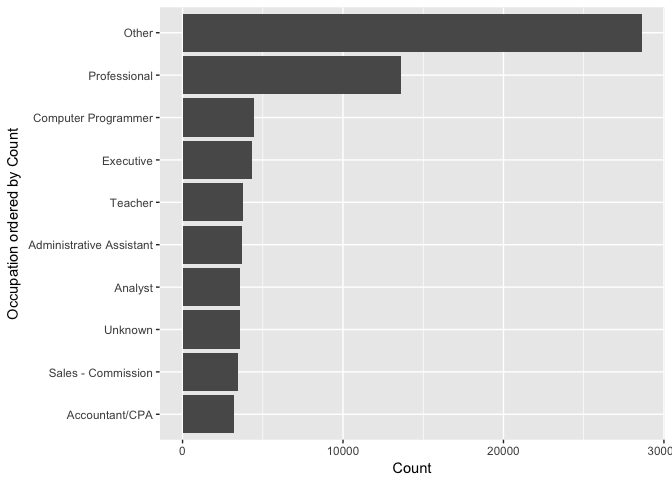 Occupation ordered by Count
Other
Professional
Computer Programmer
Executive
Teacher
Administrative Assistant
Analyst
Unknown
Sales - Commission
Accountant/CPA
0 10000 20000 3000
Count